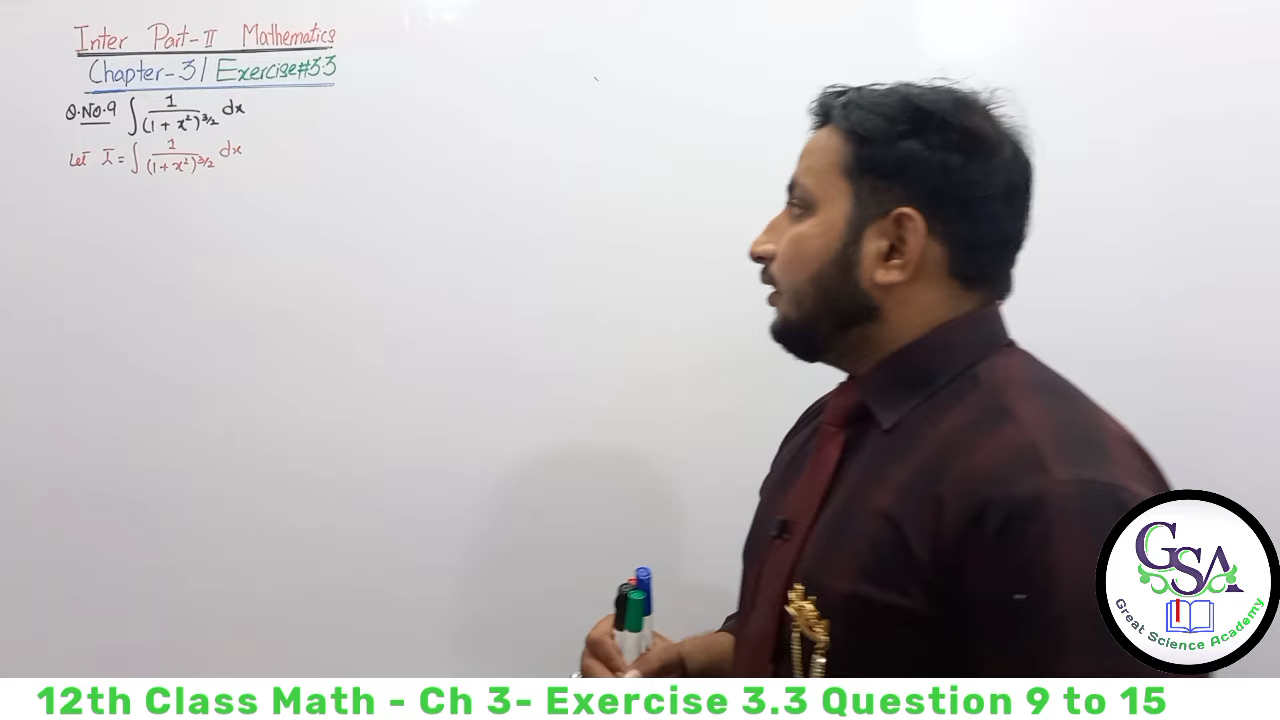 Inter Part-II Mathematics
Chapter-3 / Exercise#3.3
Q.No.9 ∫ 1/(1+x²)^3/2 dx
Let I = ∫ 1/(1+x²)^3/2 dx
GSA
Great Science Academy
12th Class Math - Ch 3- Exercise 3.3 Question 9 to 15